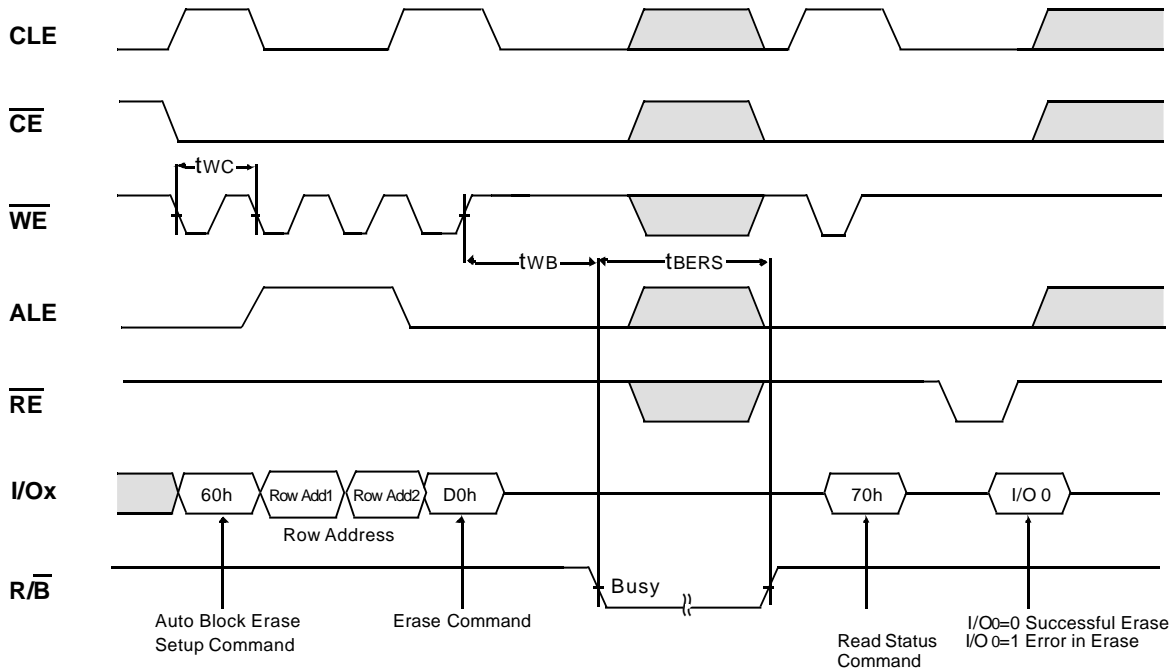 CLE
CE
tWC
WE
tWB
tBERS
ALE
RE
I/Ox
60h
Row Add1
Row Add2
D0h
70h
I/O 0
Row Address
R/B
Busy
Auto Block Erase
Setup Command
Erase Command
Read Status
Command
I/O0=0 Successful Erase
I/O 0=1 Error in Erase